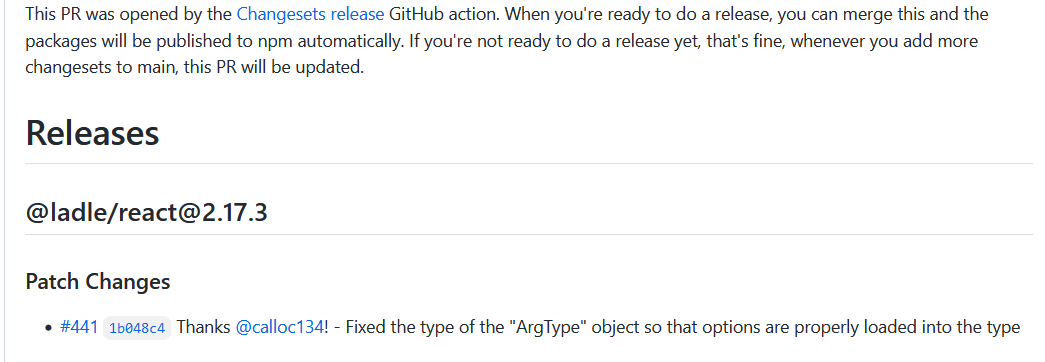 This PR was opened by the Changesets release GitHub action. When you're ready to do a release, you can merge this and the
packages will be published to npm automatically. If you're not ready to do a release yet, that's fine, whenever you add more
changesets to main, this PR will be updated.
Releases
@ladle/react@2.17.3
Patch Changes
• #441 1b048c4 Thanks @calloc134! - Fixed the type of the "ArgType" object so that options are properly loaded into the type